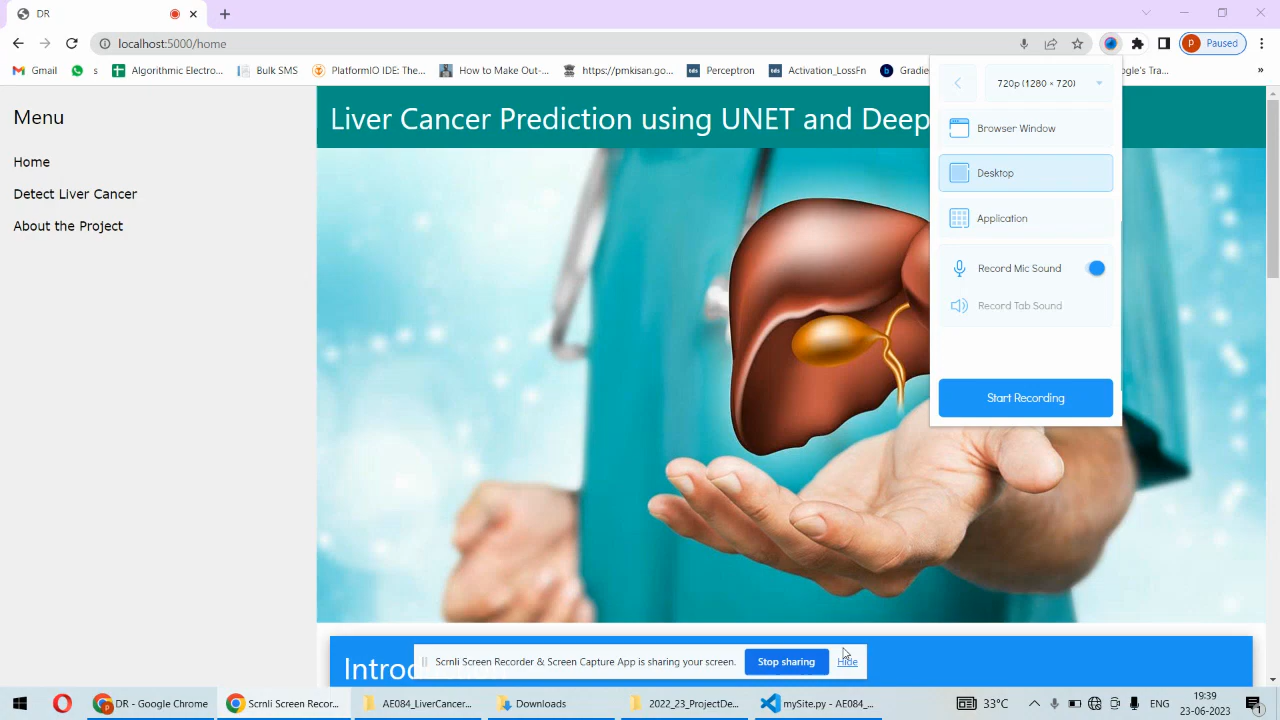 DR
localhost:5000/home
P
Paused
Gmail
s
Algorithmic Electro...
Bulk SMS
PlatformIO IDE: The...
How to Make Out-...
https://pmkisan.go...
tds
Perceptron
tds
Activation_LossFn
b
Gradie
ogle's Tra...
»
Menu
Home
Detect Liver Cancer
About the Project
Liver Cancer Prediction using UNET and Deep
720p (1280 × 720)
Browser Window
Desktop
Application
Record Mic Sound
Record Tab Sound
Start Recording
Scrnli Screen Recorder & Screen Capture App is sharing your screen.
Stop sharing
Hide
DR - Google Chrome
Scrnli Screen Recor...
AE084_LiverCancer...
Downloads
2022_23_ProjectDe...
mySite.py - AE084_...
33°C
ENG
19:39
23-06-2023
1